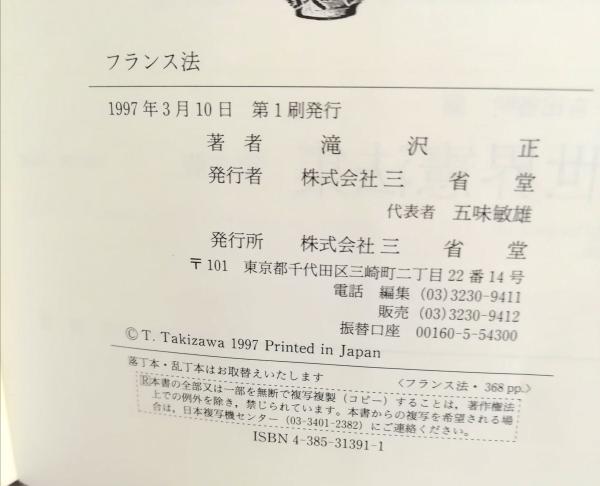 フランス法
1997年3月10日 第1刷発行
著者 滝沢正
発行者 株式会社三省堂
代表者 五味敏雄
発行所 株式会社三省堂
〒101 東京都千代田区三崎町二丁目22番14号
電話 編集 (03)3230-9411
販売 (03)3230-9412
振替口座 00160-5-54300
© T. Takizawa 1997 Printed in Japan
落丁本・乱丁本はお取替えいたします 〈フランス法・368 pp.〉
Ⓡ本書の全部又は一部を無断で複写複製（コピー）することは，著作権法
上での例外を除き，禁じられています。本書からの複写を希望される場
合は，日本複写機センター（03-3401-2382）にご連絡ください。
ISBN 4-385-31391-1